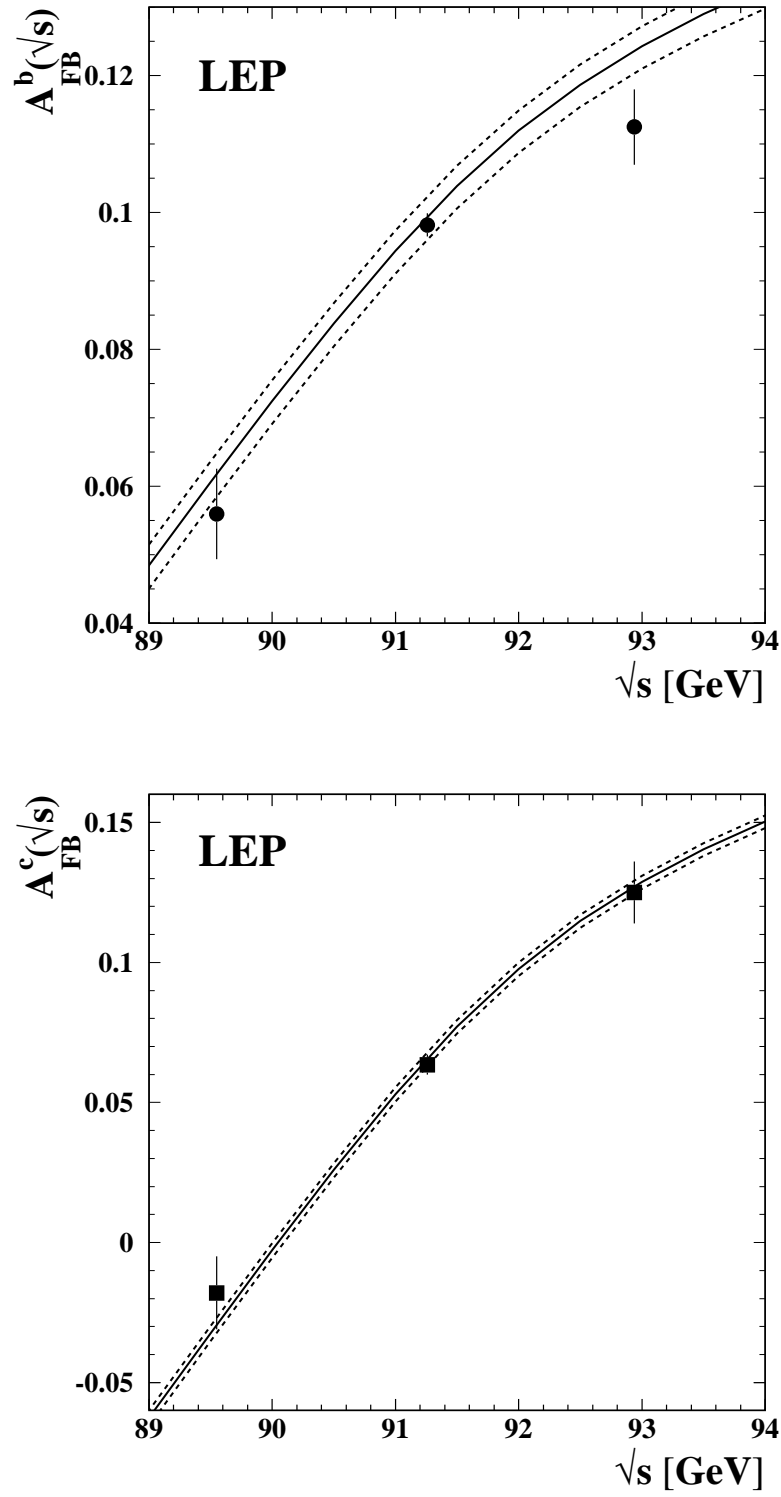 A^b_FB(√s)
LEP
0.12
0.1
0.08
0.06
0.04
89 90 91 92 93 94
√s [GeV]
A^c_FB(√s)
LEP
0.15
0.1
0.05
0
-0.05
89 90 91 92 93 94
√s [GeV]